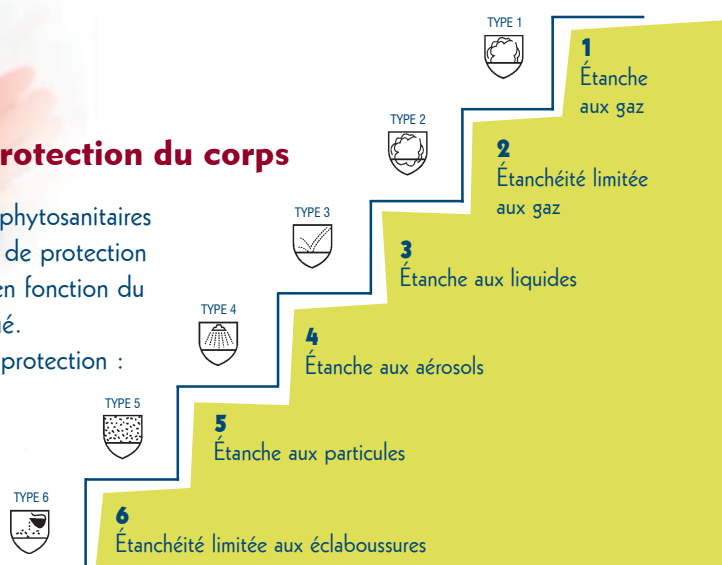 TYPE 1
1
Étanche
aux gaz
TYPE 2
2
Étanchéité limitée
aux gaz
rotection du corps
phytosanitaires
de protection
en fonction du
é.
protection :
TYPE 3
3
Étanche aux liquides
TYPE 4
4
Étanche aux aérosols
TYPE 5
5
Étanche aux particules
TYPE 6
6
Étanchéité limitée aux éclaboussures